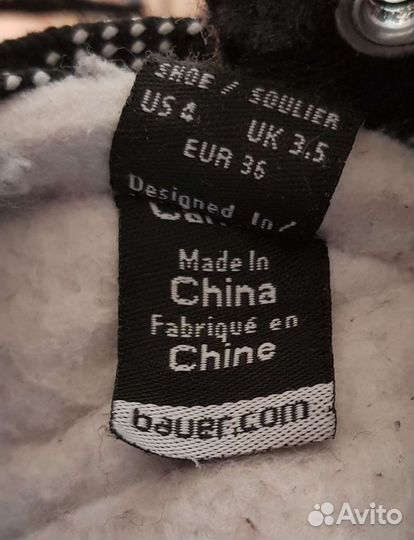 SHOE / SOULIER
US 4 UK 3.5
EUR 36
Designed In/
Made In
China
Fabriqué en
Chine
bauer.com
Avito